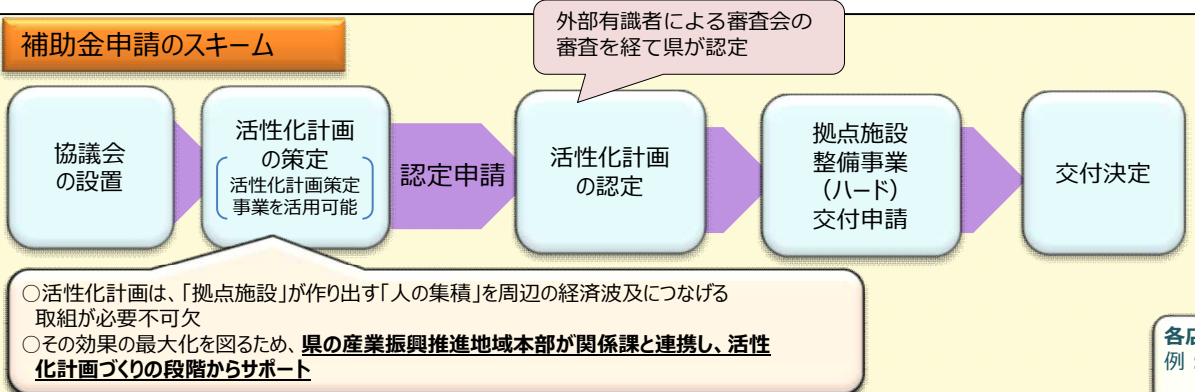 補助金申請のスキーム
外部有識者による審査会の
審査を経て県が認定
協議会
の設置
活性化計画
の策定
活性化計画策定
事業を活用可能
認定申請
活性化計画
の認定
拠点施設
整備事業
(ハード)
交付申請
交付決定
○活性化計画は、「拠点施設」が作り出す「人の集積」を周辺の経済波及につなげる
取組が必要不可欠
○その効果の最大化を図るため、県の産業振興推進地域本部が関係課と連携し、活性
化計画づくりの段階からサポート
各店
例